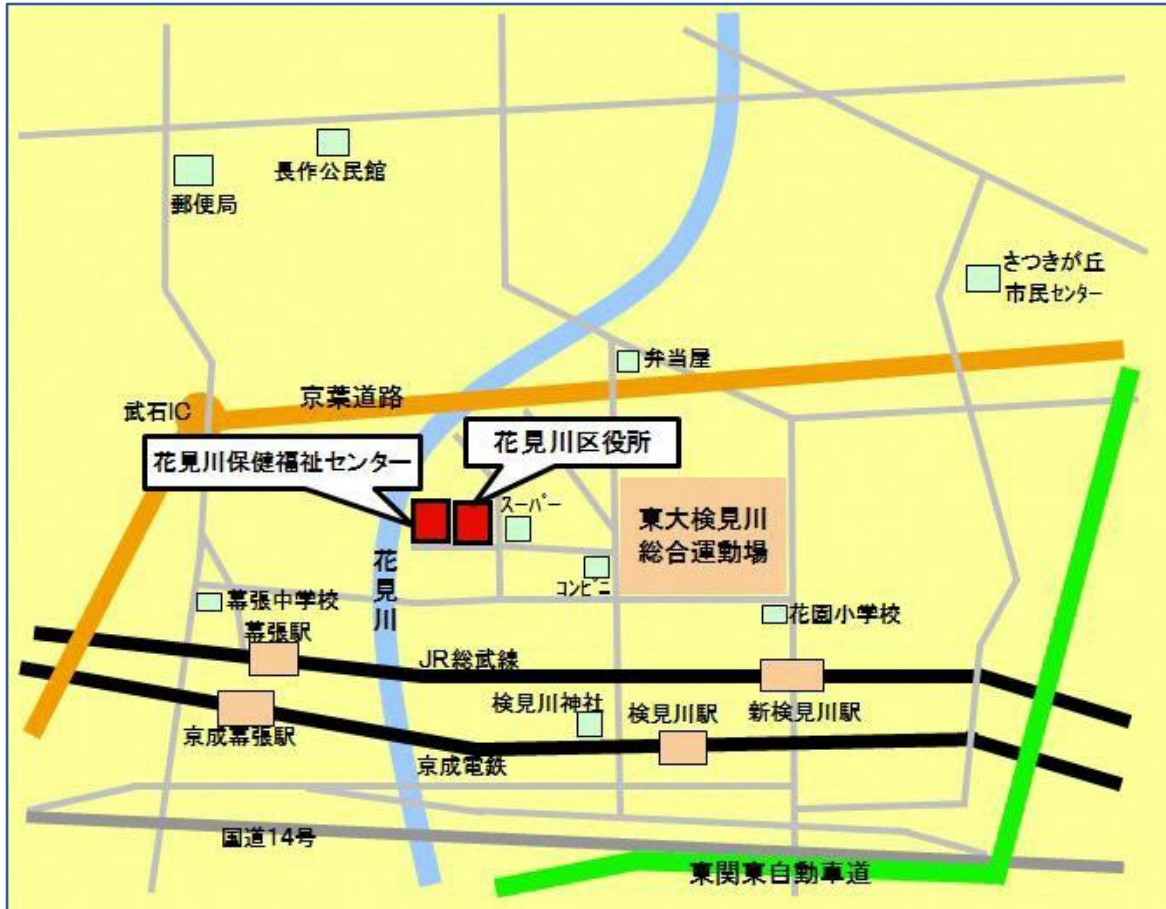 長作公民館
郵便局
さつきが丘
市民センター
弁当屋
京葉道路
武石IC
花見川区役所
花見川保健福祉センター
スーパー
東大検見川
総合運動場
花見川
コンビニ
幕張中学校
花園小学校
幕張駅
JR総武線
検見川神社
検見川駅
新検見川駅
京成幕張駅
京成電鉄
国道14号
東関東自動車道